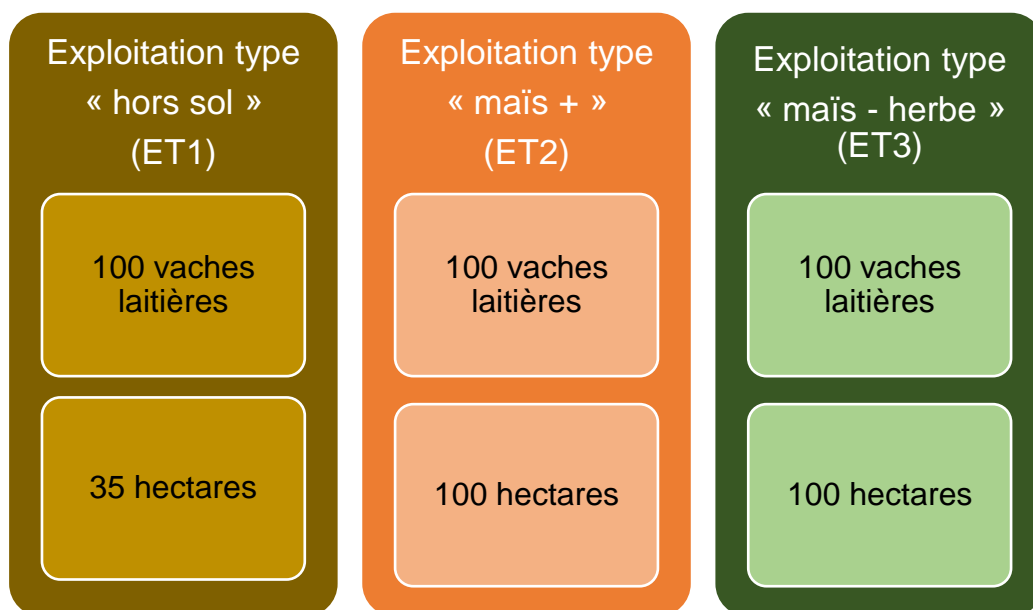 Exploitation type
« hors sol »
(ET1)
100 vaches
laitières
35 hectares
Exploitation type
« maïs + »
(ET2)
100 vaches
laitières
100 hectares
Exploitation type
« maïs - herbe »
(ET3)
100 vaches
laitières
100 hectares